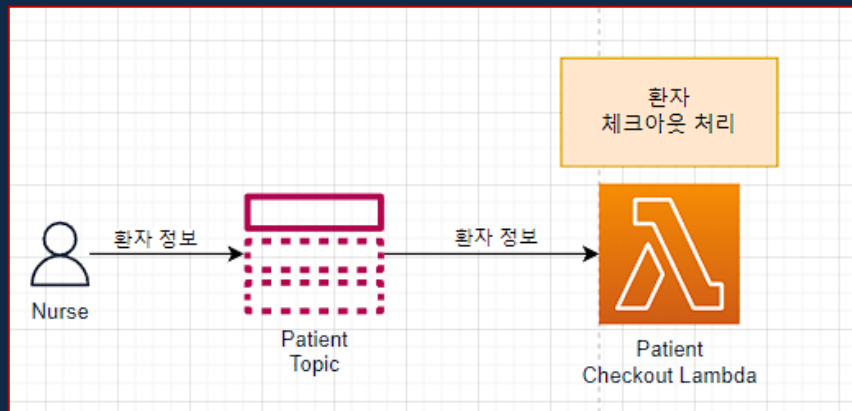 환자
체크아웃 처리
환자 정보
환자 정보
Nurse
Patient
Topic
Patient
Checkout Lambda